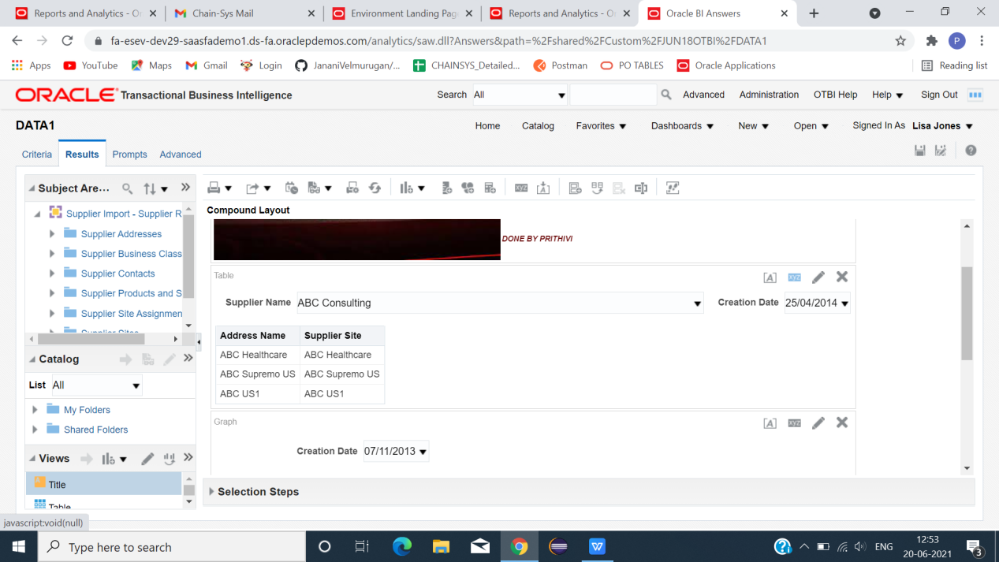 Reports and Analytics - Or
Chain-Sys Mail
Environment Landing Page
Reports and Analytics - Or
Oracle BI Answers
fa-esev-dev29-saasfademo1.ds-fa.oraclepdemos.com/analytics/saw.dll?Answers&path=%2Fshared%2FCustom%2FJUN18OTBI%2FDATA1
P
Apps
YouTube
Maps
Gmail
Login
JananiVelmurugan/...
CHAINSYS_Detailed...
Postman
PO TABLES
Oracle Applications
Reading list
ORACLE® Transactional Business Intelligence
Search All
Advanced
Administration
OTBI Help
Help
Sign Out
DATA1
Home
Catalog
Favorites
Dashboards
New
Open
Signed In As Lisa Jones
Criteria
Results
Prompts
Advanced
Subject Are...
Supplier Import - Supplier R
Supplier Addresses
Supplier Business Class
Supplier Contacts
Supplier Products and S
Supplier Site Assignmen
Supplier Sites
Catalog
List All
My Folders
Shared Folders
Views
Title
Table
Compound Layout
DONE BY PRITHIVI
Table
[A] xyz
Supplier Name ABC Consulting
Creation Date 25/04/2014
Address Name Supplier Site
ABC Healthcare ABC Healthcare
ABC Supremo US ABC Supremo US
ABC US1 ABC US1
Graph
[A] xyz
Creation Date 07/11/2013
Selection Steps
javascript:void(null)
Type here to search
ENG
12:53
20-06-2021
3